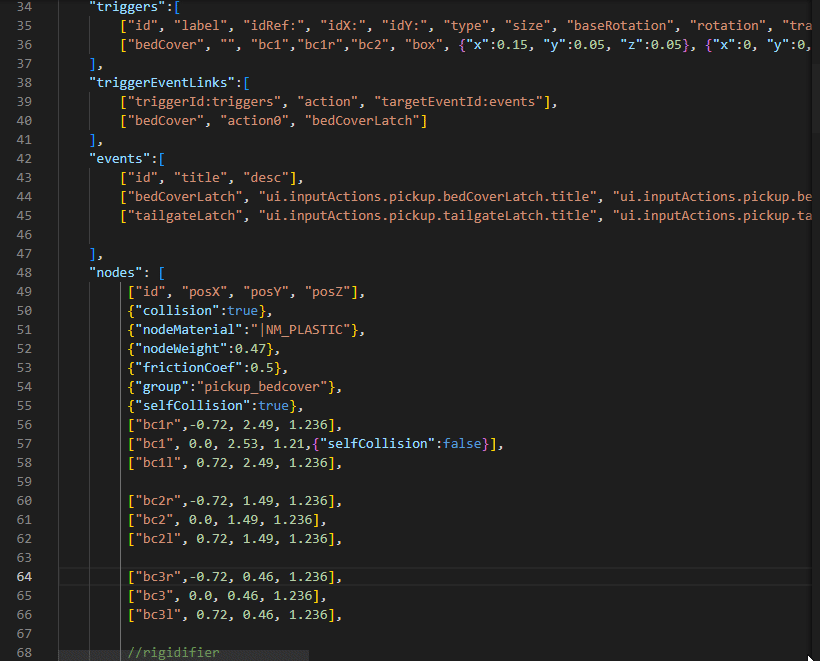 34 "triggers":[
35 ["id", "label", "idRef:", "idX:", "idY:", "type", "size", "baseRotation", "rotation", "tra
36 ["bedCover", "", "bc1","bc1r","bc2", "box", {"x":0.15, "y":0.05, "z":0.05}, {"x":0, "y":0,
37 ],
38 "triggerEventLinks":[
39 ["triggerId:triggers", "action", "targetEventId:events"],
40 ["bedCover", "action0", "bedCoverLatch"]
41 ],
42 "events":[
43 ["id", "title", "desc"],
44 ["bedCoverLatch", "ui.inputActions.pickup.bedCoverLatch.title", "ui.inputActions.pickup.be
45 ["tailgateLatch", "ui.inputActions.pickup.tailgateLatch.title", "ui.inputActions.pickup.ta
46
47 ],
48 "nodes": [
49 ["id", "posX", "posY", "posZ"],
50 {"collision":true},
51 {"nodeMaterial":"|NM_PLASTIC"},
52 {"nodeWeight":0.47},
53 {"frictionCoef":0.5},
54 {"group":"pickup_bedcover"},
55 {"selfCollision":true},
56 ["bc1r",-0.72, 2.49, 1.236],
57 ["bc1", 0.0, 2.53, 1.21,{"selfCollision":false}],
58 ["bc1l", 0.72, 2.49, 1.236],
59
60 ["bc2r",-0.72, 1.49, 1.236],
61 ["bc2", 0.0, 1.49, 1.236],
62 ["bc2l", 0.72, 1.49, 1.236],
63
64 ["bc3r",-0.72, 0.46, 1.236],
65 ["bc3", 0.0, 0.46, 1.236],
66 ["bc3l", 0.72, 0.46, 1.236],
67
68 //rigidifier